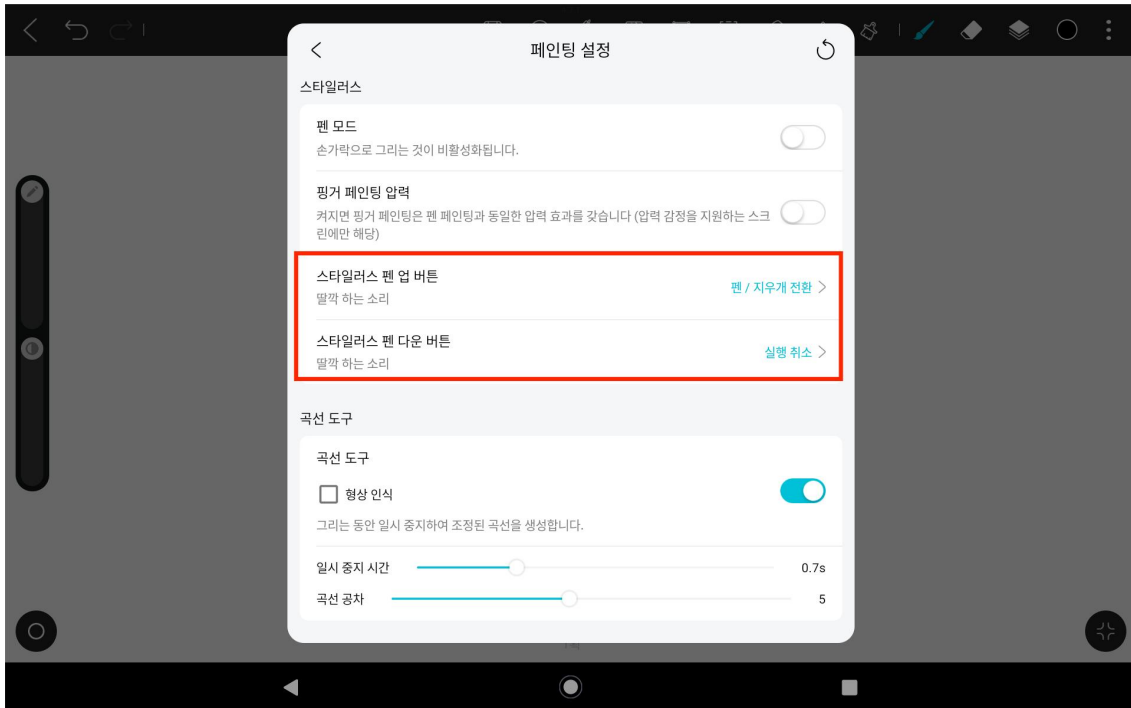 페인팅 설정
스타일러스
펜 모드
손가락으로 그리는 것이 비활성화됩니다.
핑거 페인팅 압력
켜지면 핑거 페인팅은 펜 페인팅과 동일한 압력 효과를 갖습니다 (압력 감정을 지원하는 스크
린에만 해당)
스타일러스 펜 업 버튼
딸깍 하는 소리
펜 / 지우개 전환
스타일러스 펜 다운 버튼
딸깍 하는 소리
실행 취소
곡선 도구
곡선 도구
형상 인식
그리는 동안 일시 중지하여 조정된 곡선을 생성합니다.
일시 중지 시간 0.7s
곡선 공차 5